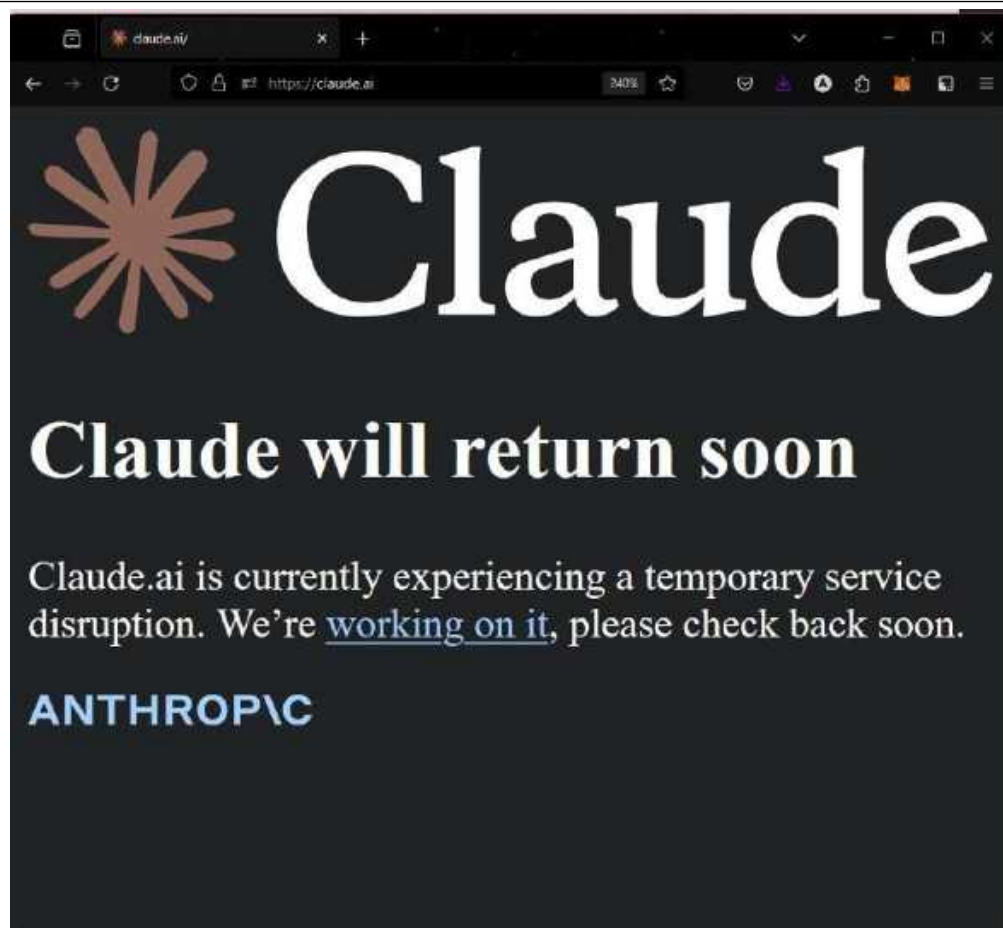 claude.ai/
https://claude.ai
240%
Claude
Claude will return soon
Claude.ai is currently experiencing a temporary service
disruption. We’re working on it, please check back soon.
ANTHROP\C